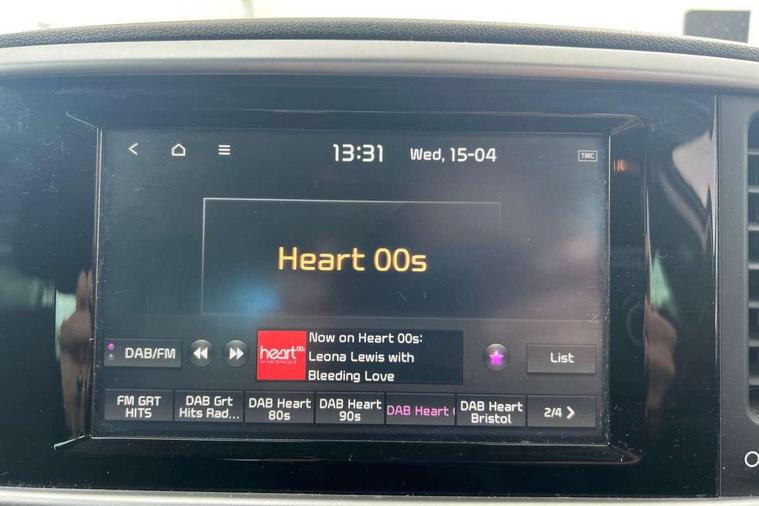 13:31 Wed, 15-04 TMC
Heart 00s
DAB/FM
heart 00s
Now on Heart 00s:
Leona Lewis with
Bleeding Love
List
FM GRT
HITS
DAB Grt
Hits Rad...
DAB Heart
80s
DAB Heart
90s
DAB Heart
DAB Heart
Bristol
2/4